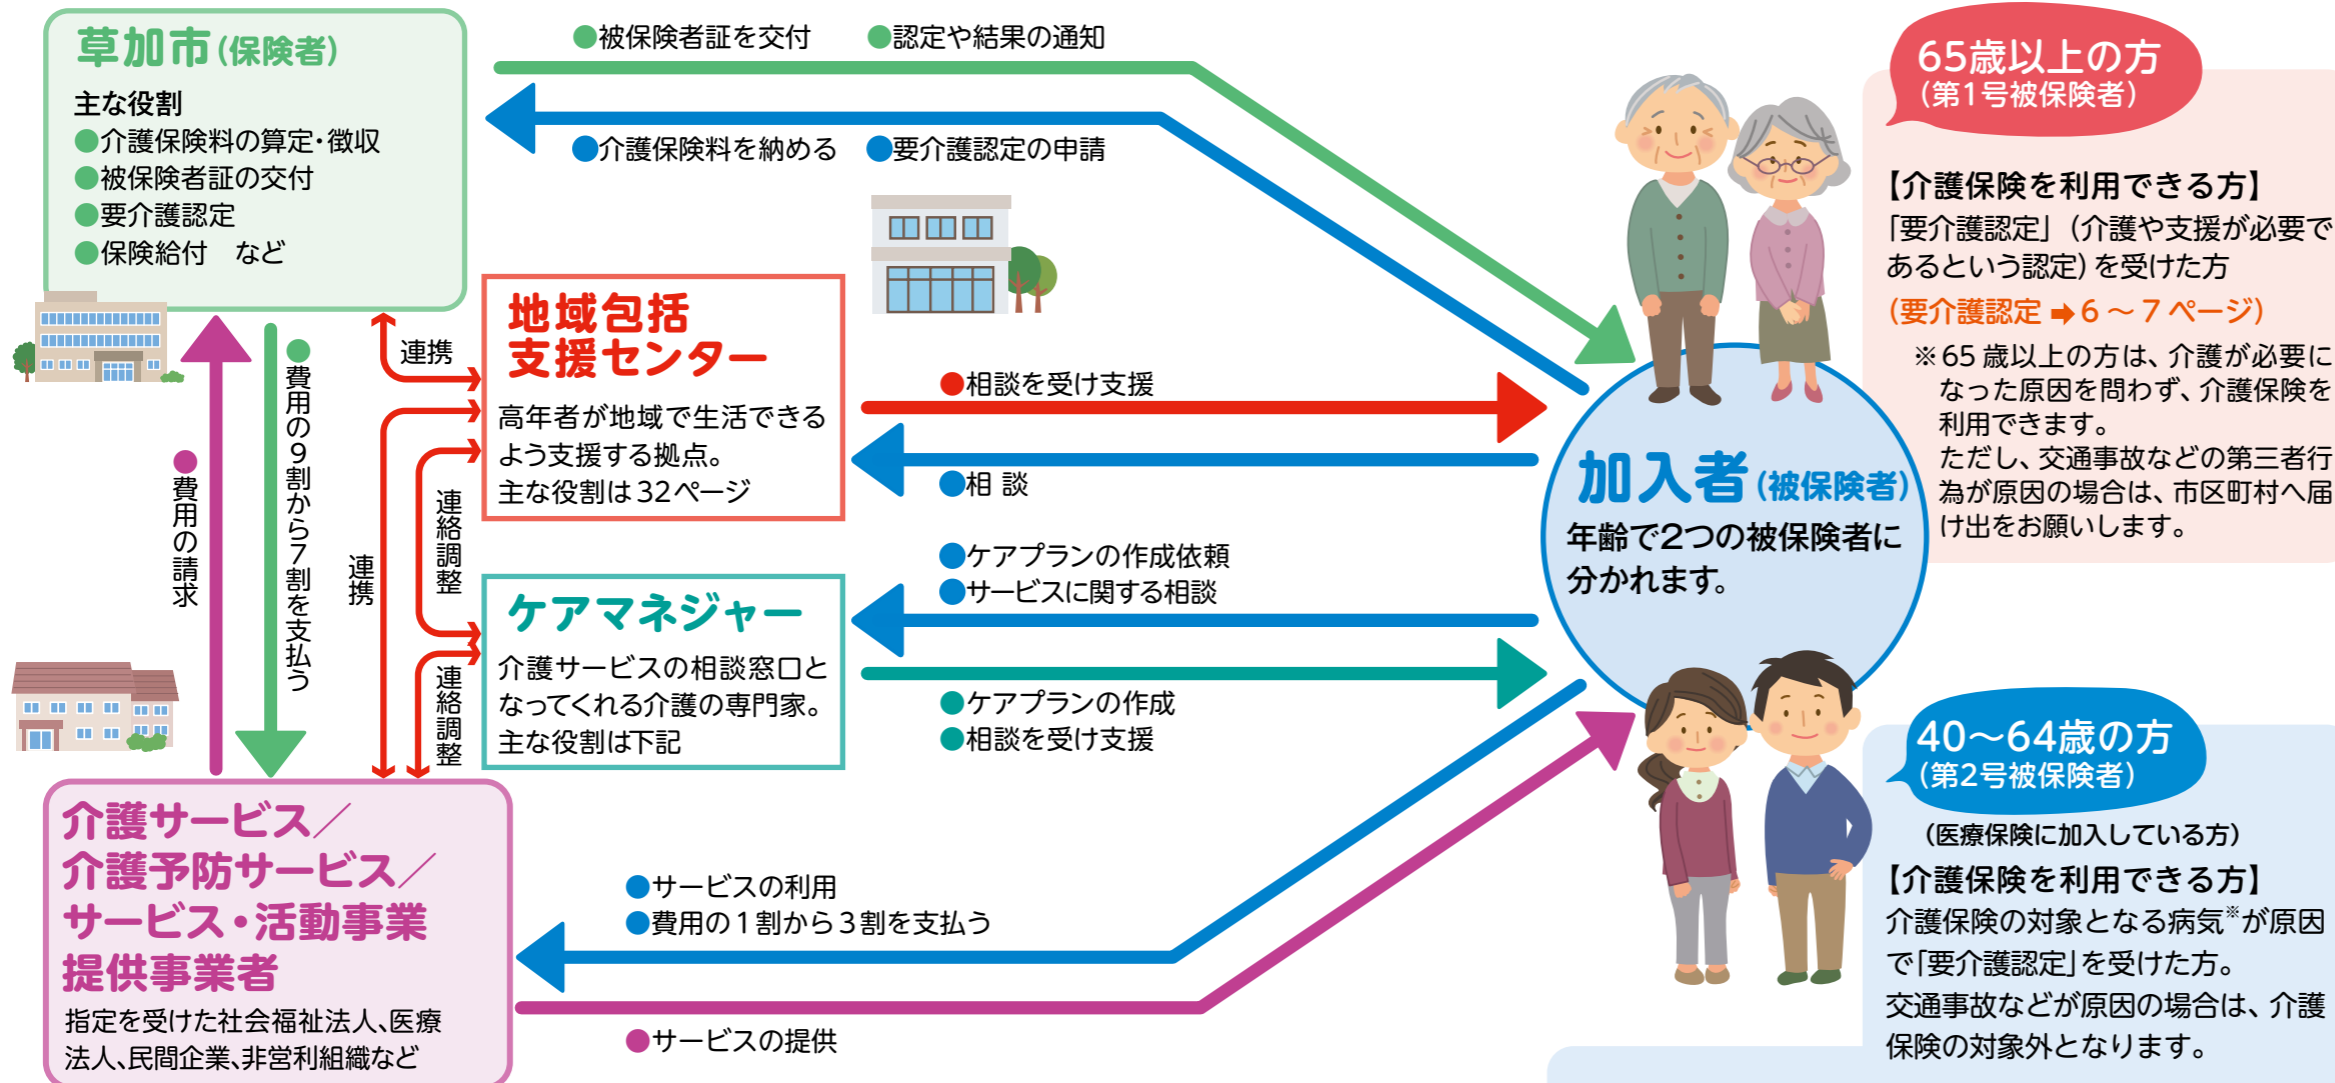 草加市(保険者)
主な役割
●介護保険料の算定・徴収
●被保険者証の交付
●要介護認定
●保険給付　など
●被保険者証を交付　●認定や結果の通知
●介護保険料を納める　●要介護認定の申請
地域包括
支援センター
高年者が地域で生活できる
よう支援する拠点。
主な役割は32ページ
●相談を受け支援
●相 談
連携
連携
連絡調整
連絡調整
●費用の請求
●費用の9割から7割を支払う
ケアマネジャー
介護サービスの相談窓口と
なってくれる介護の専門家。
主な役割は下記
●ケアプランの作成依頼
●サービスに関する相談
●ケアプランの作成
●相談を受け支援
介護サービス／
介護予防サービス／
サービス・活動事業
提供事業者
指定を受けた社会福祉法人、医療
法人、民間企業、非営利組織など
●サービスの利用
●費用の1割から3割を支払う
●サービスの提供
加入者(被保険者)
年齢で2つの被保険者に
分かれます。
65歳以上の方
(第1号被保険者)
【介護保険を利用できる方】
「要介護認定」(介護や支援が必要で
あるという認定)を受けた方
(要介護認定➡6～7ページ)
※65歳以上の方は、介護が必要に
なった原因を問わず、介護保険を
利用できます。
ただし、交通事故などの第三者行
為が原因の場合は、市区町村へ届
け出をお願いします。
40～64歳の方
(第2号被保険者)
(医療保険に加入している方)
【介護保険を利用できる方】
介護保険の対象となる病気※が原因
で「要介護認定」を受けた方。
交通事故などが原因の場合は、介護
保険の対象外となります。